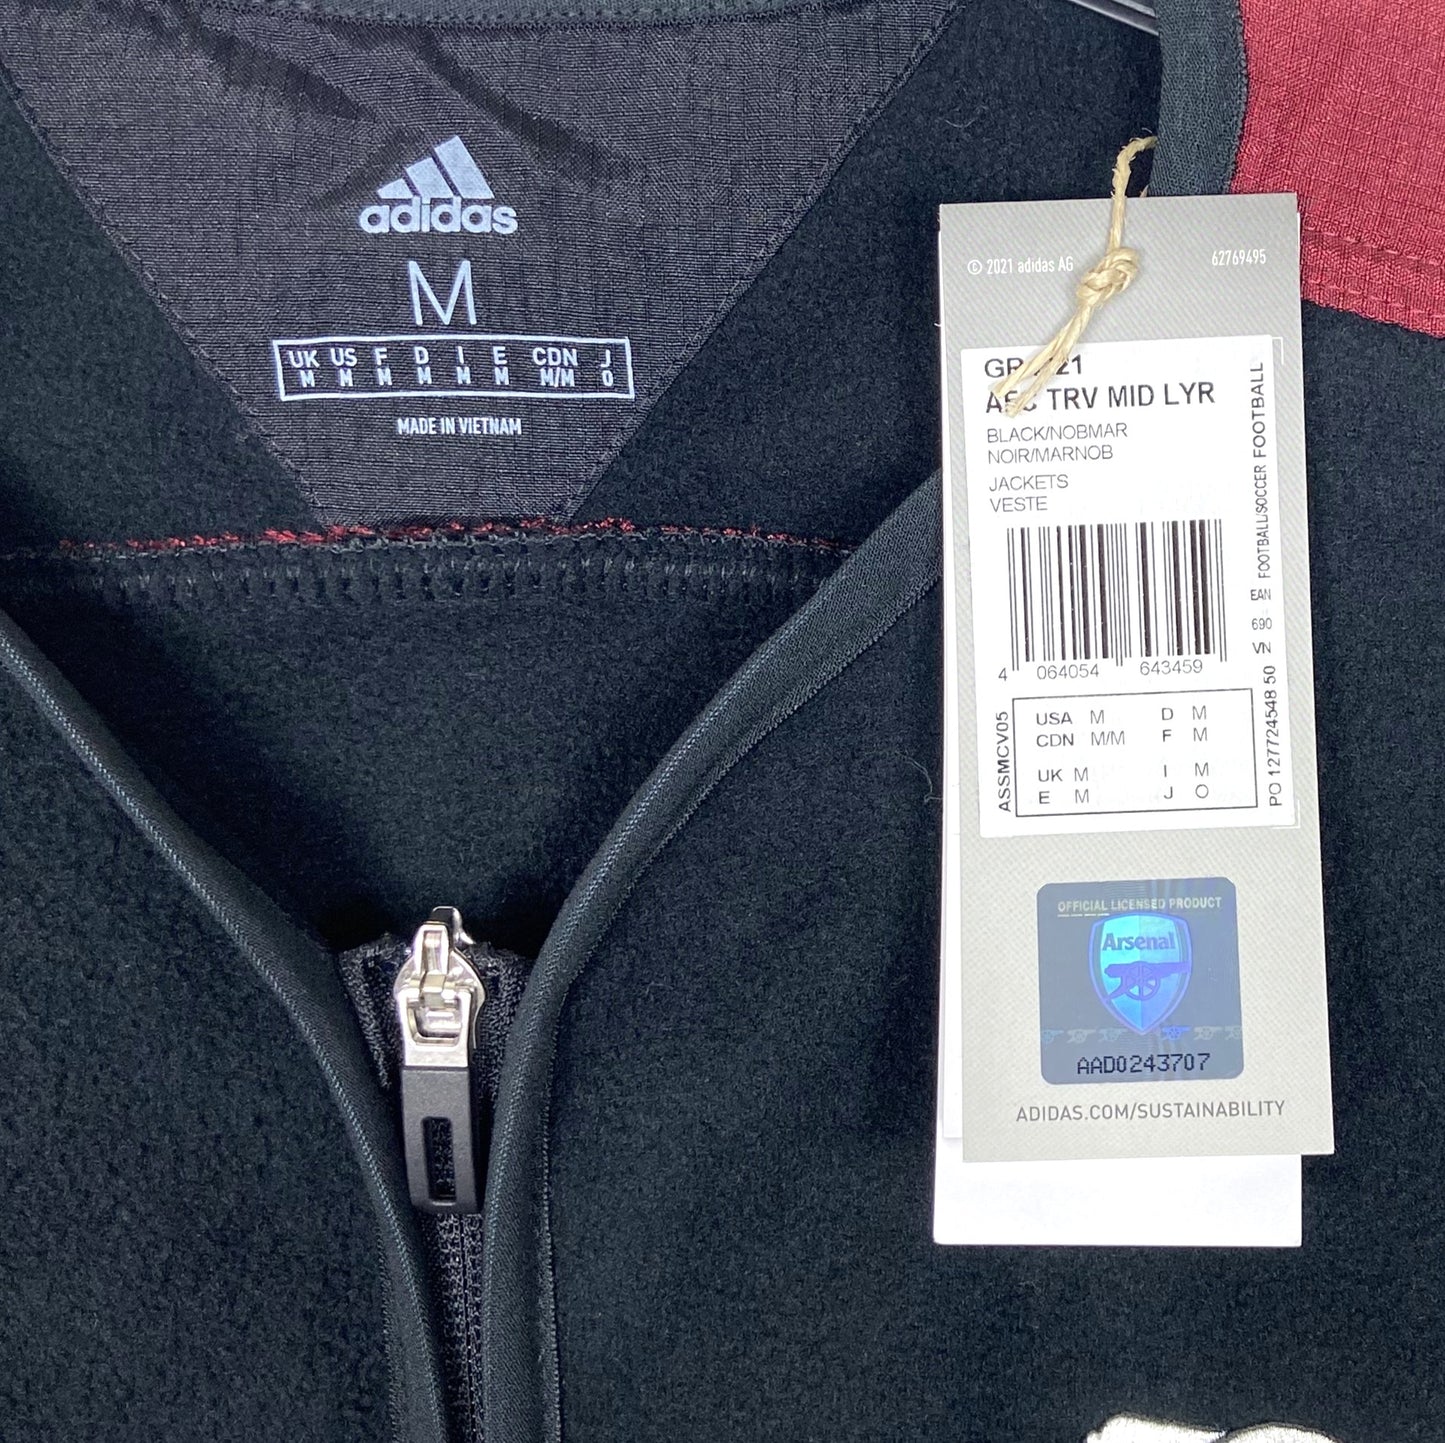 adidas
M
UK US F D I E CDN J
M M M M M M M/M O
MADE IN VIETNAM
© 2021 adidas AG 62769495
TRV MID LYR
BLACK/NOBMAR
NOIR/MARNOB
JACKETS
VESTE
4 064054 643459
USA M D M
CDN M/M F M
UK M I M
E M J O
ASSMCV05
EAN FOOTBALL/SOCCER FOOTBALL
PO 127724548 50 VN 690
OFFICIAL LICENSED PRODUCT
Arsenal
AAD0243707
ADIDAS.COM/SUSTAINABILITY